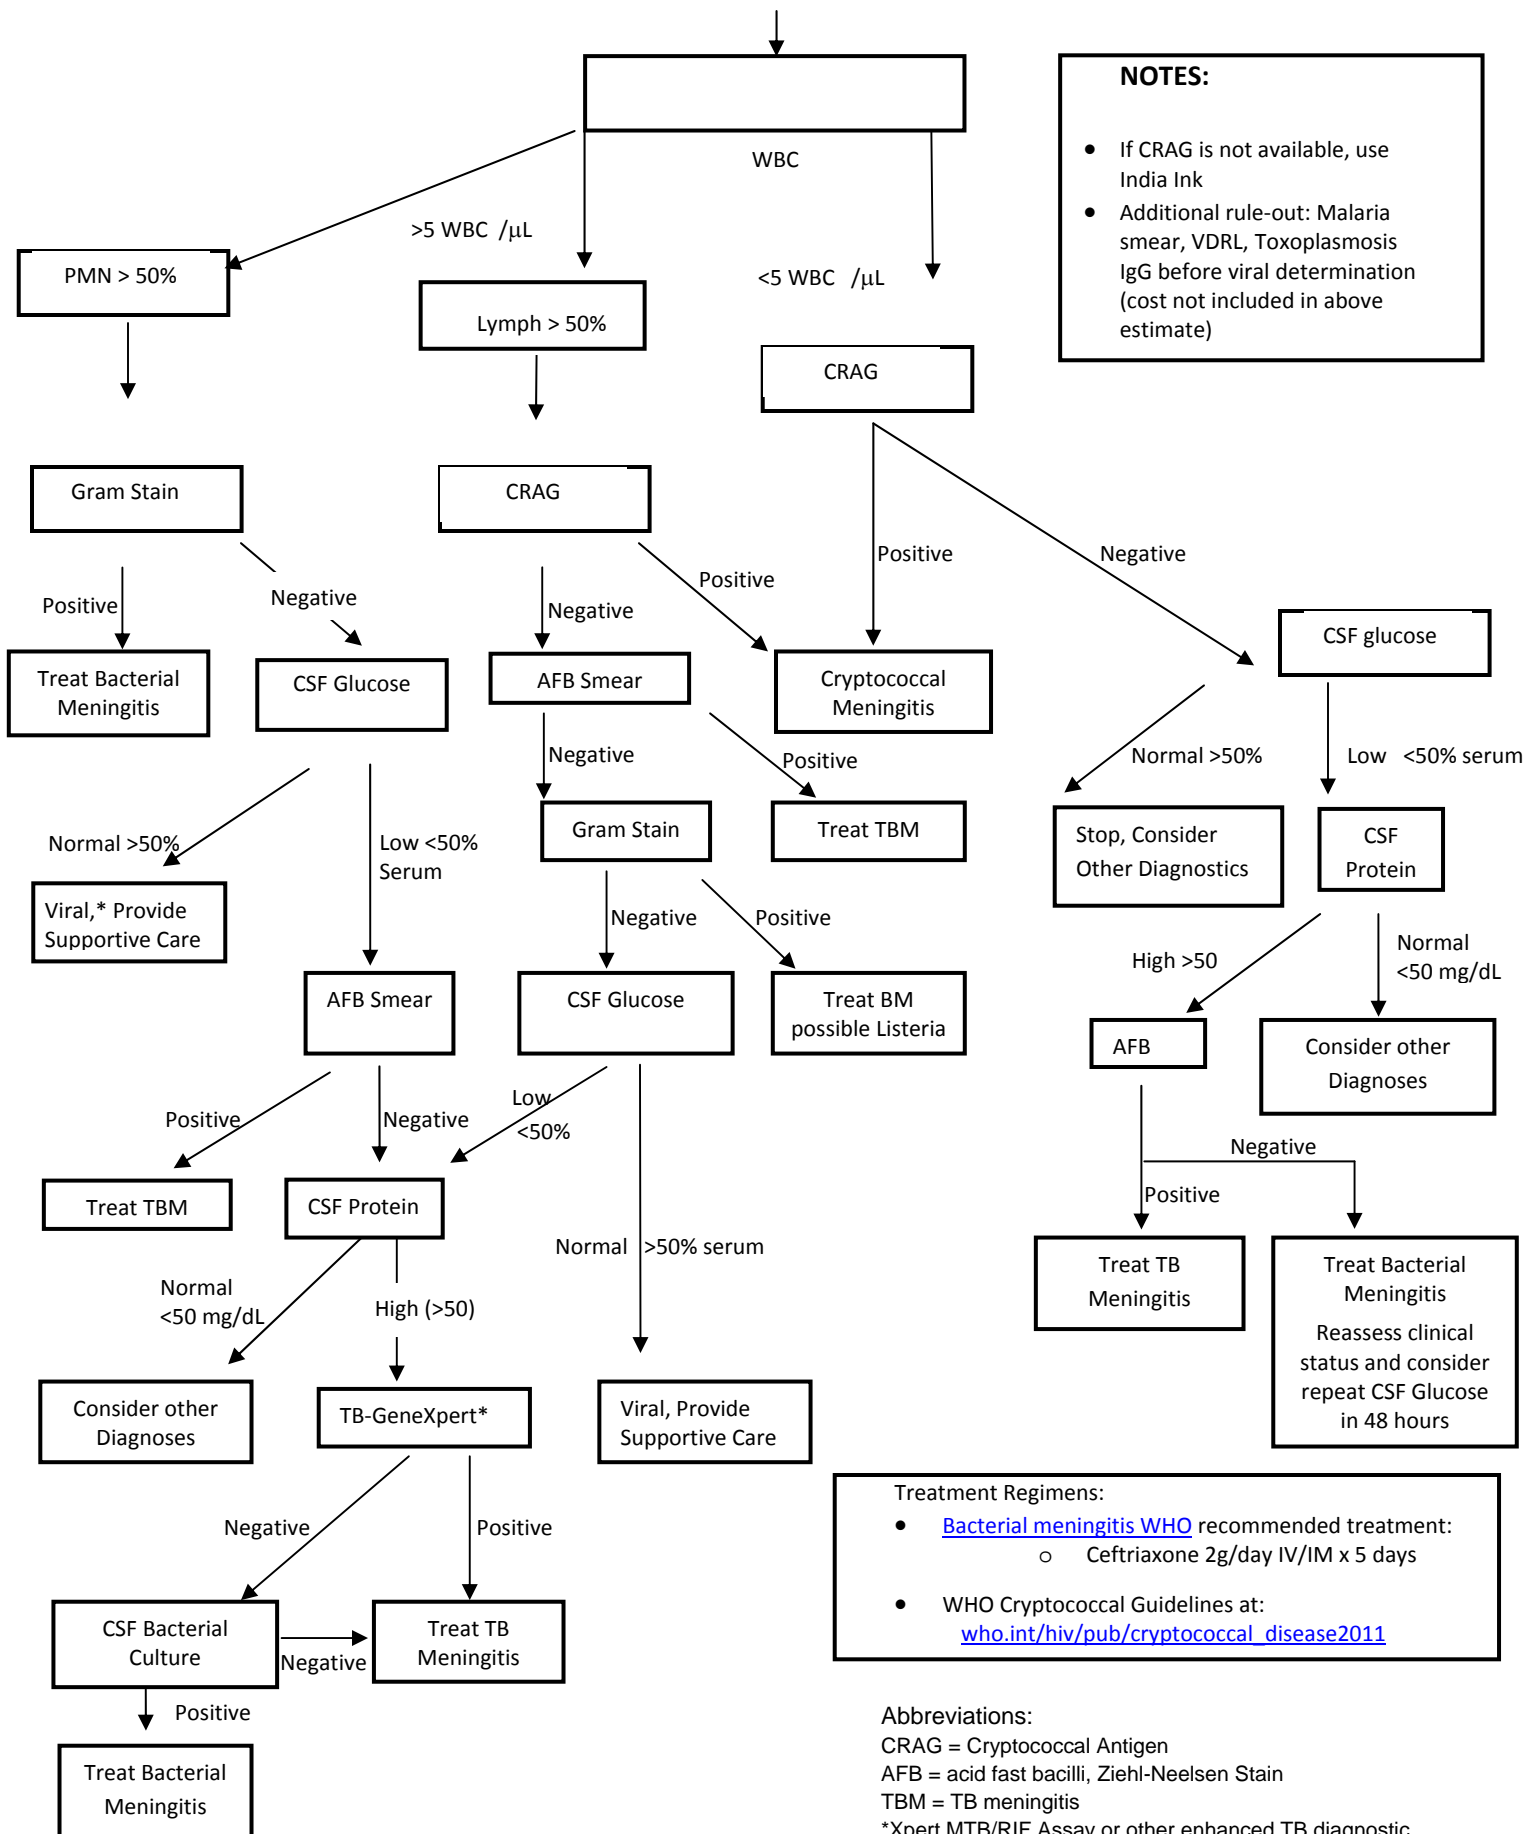 NOTES:
• If CRAG is not available, use
India Ink
• Additional rule-out: Malaria
smear, VDRL, Toxoplasmosis
IgG before viral determination
(cost not included in above
estimate)
WBC
>5 WBC /µL
<5 WBC /µL
PMN > 50%
Lymph > 50%
CRAG
Gram Stain
CRAG
Positive
Negative
Negative
Positive
Positive
Negative
Treat Bacterial
Meningitis
CSF Glucose
AFB Smear
Cryptococcal
Meningitis
CSF glucose
Normal >50%
Low <50%
Serum
Negative
Positive
Normal >50%
Low <50% serum
Viral,* Provide
Supportive Care
Gram Stain
Treat TBM
Stop, Consider
Other Diagnostics
CSF
Protein
Negative
Positive
High >50
Normal
<50 mg/dL
AFB Smear
CSF Glucose
Treat BM
possible Listeria
AFB
Consider other
Diagnoses
Positive
Negative
Low
<50%
Normal >50% serum
Negative
Positive
Treat TBM
CSF Protein
Treat TB
Meningitis
Treat Bacterial
Meningitis
Reassess clinical
status and consider
repeat CSF Glucose
in 48 hours
Normal
<50 mg/dL
High (>50)
Consider other
Diagnoses
TB-GeneXpert*
Viral, Provide
Supportive Care
Negative
Positive
CSF Bacterial
Culture
Negative
Treat TB
Meningitis
Positive
Treat Bacterial
Meningitis
Treatment Regimens:
• Bacterial meningitis WHO recommended treatment:
o Ceftriaxone 2g/day IV/IM x 5 days
• WHO Cryptococcal Guidelines at:
who.int/hiv/pub/cryptococcal_disease2011
Abbreviations:
CRAG = Cryptococcal Antigen
AFB = acid fast bacilli, Ziehl-Neelsen Stain
TBM = TB meningitis
*Xpert MTB/RIF Assay or other enhanced TB diagnostic